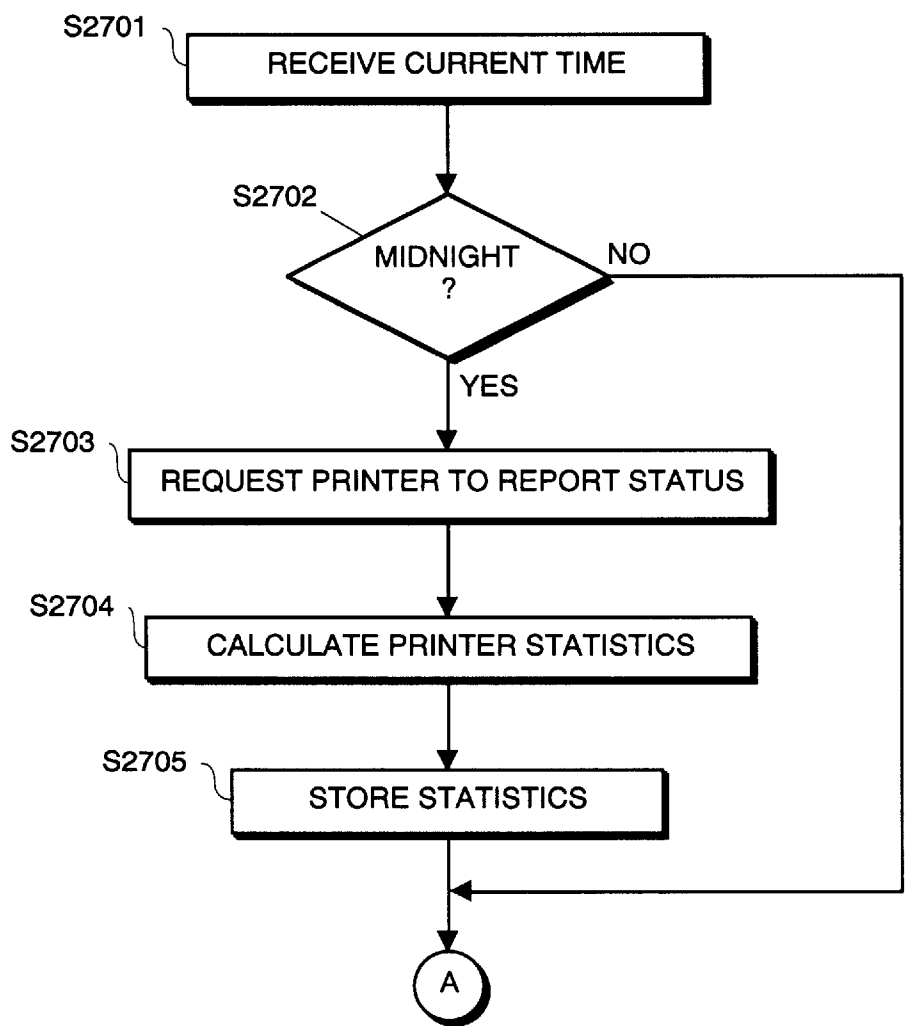 S2701
RECEIVE CURRENT TIME
S2702
MIDNIGHT
?
NO
YES
S2703
REQUEST PRINTER TO REPORT STATUS
S2704
CALCULATE PRINTER STATISTICS
S2705
STORE STATISTICS
A